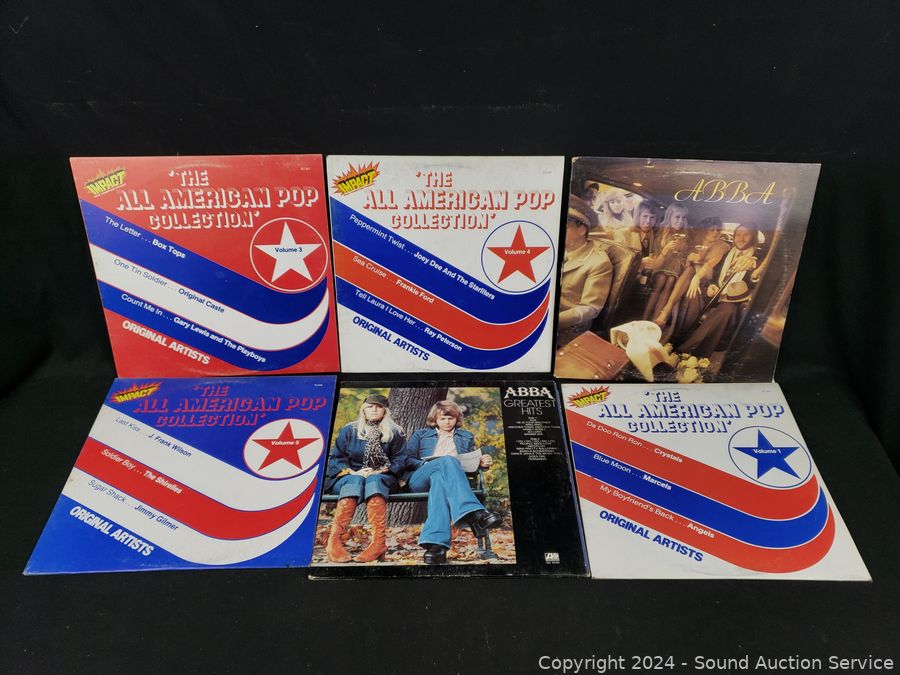 IMPACT
'THE
ALL AMERICAN POP
COLLECTION'
Volume 3
The Letter . . . Box Tops
One Tin Soldier . . . Original Caste
Count Me In . . . Gary Lewis and The Playboys
ORIGINAL ARTISTS
IMPACT
'THE
ALL AMERICAN POP
COLLECTION'
Volume 4
Peppermint Twist . . . Joey Dee And The Starliters
Sea Cruise . . . Frankie Ford
Tell Laura I Love Her . . . Ray Peterson
ORIGINAL ARTISTS
ABBA
IMPACT
'THE
ALL AMERICAN POP
COLLECTION'
Volume 5
Last Kiss . . . J. Frank Wilson
Soldier Boy . . . The Shirelles
Sugar Shack . . . Jimmy Gilmer
ORIGINAL ARTISTS
ABBA
GREATEST
HITS
IMPACT
'THE
ALL AMERICAN POP
COLLECTION'
Volume 1
Da Doo Ron Ron . . . Crystals
Blue Moon . . . Marcels
My Boyfriend's Back . . . Angels
ORIGINAL ARTISTS
Copyright © 2024 - Sound Auction Service